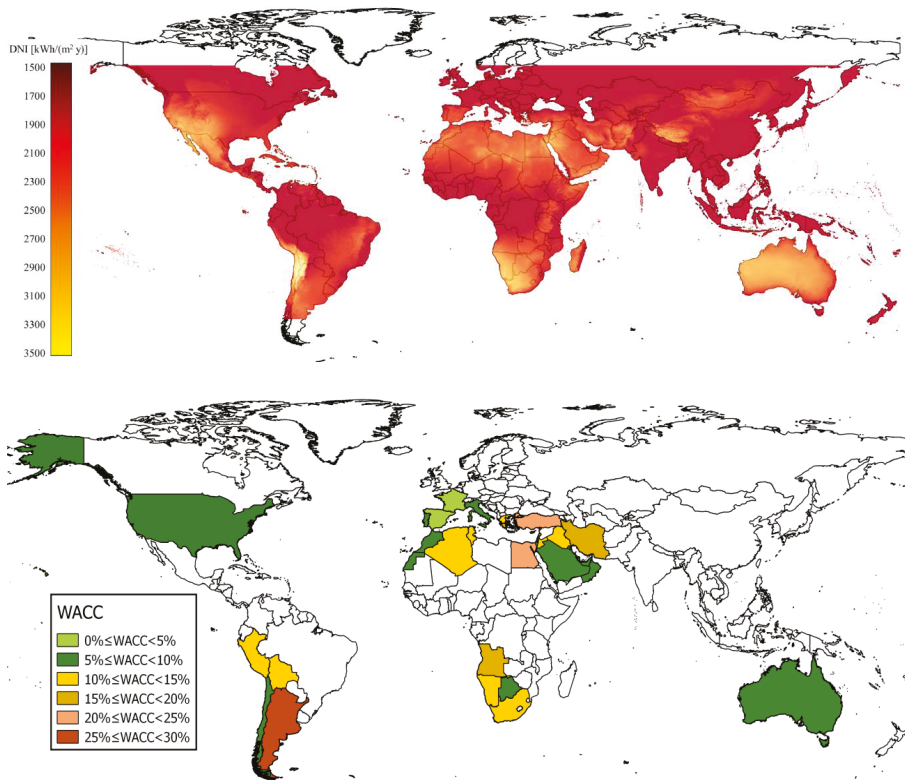 DNI [kWh/(m² y)]
1500
1700
1900
2100
2300
2500
2700
2900
3100
3300
3500
WACC
0%≤WACC<5%
5%≤WACC<10%
10%≤WACC<15%
15%≤WACC<20%
20%≤WACC<25%
25%≤WACC<30%